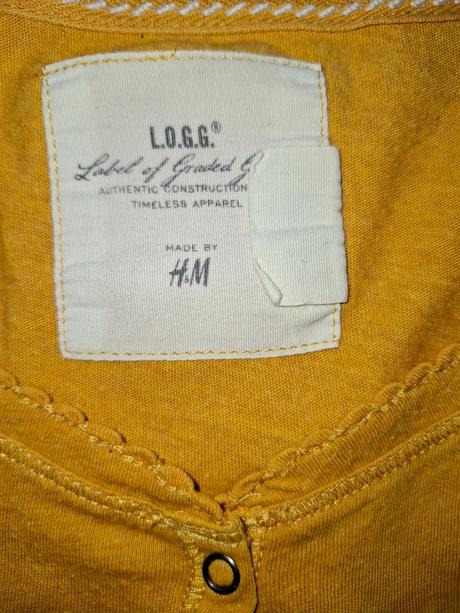 L.O.G.G.®
Label of Graded G
AUTHENTIC CONSTRUCTION
TIMELESS APPAREL
MADE BY
H&M